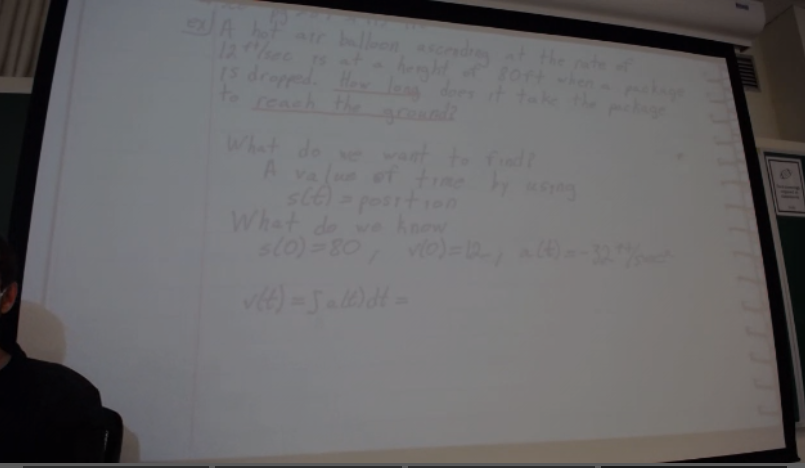 ex) A hot air balloon ascending at the rate of
12 ft/sec is at a height of 80ft when a package
is dropped. How long does it take the package
to reach the ground?
What do we want to find?
A value of time by using
s(t) = position
What do we know
s(0)=80, v(0)=12, a(t)=-32 ft/sec²
v(t) = ∫a(t)dt =